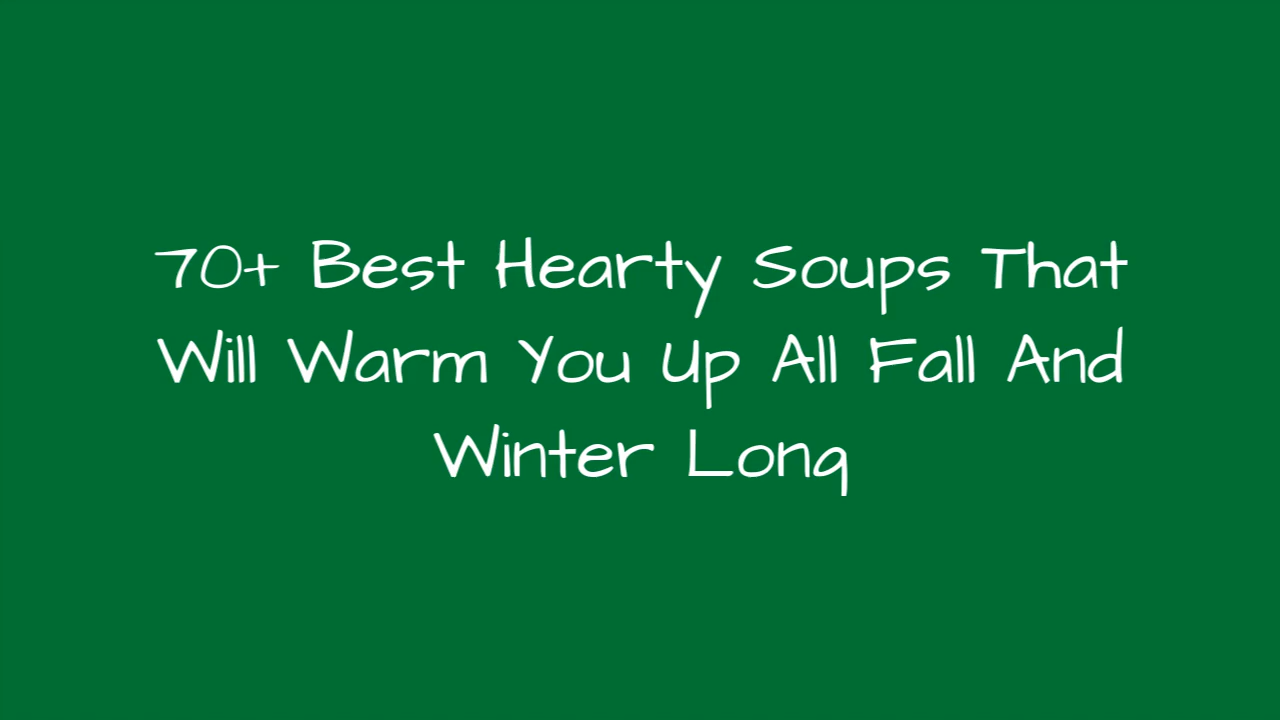 70+ Best Hearty Soups That
Will Warm You Up All Fall And
Winter Long